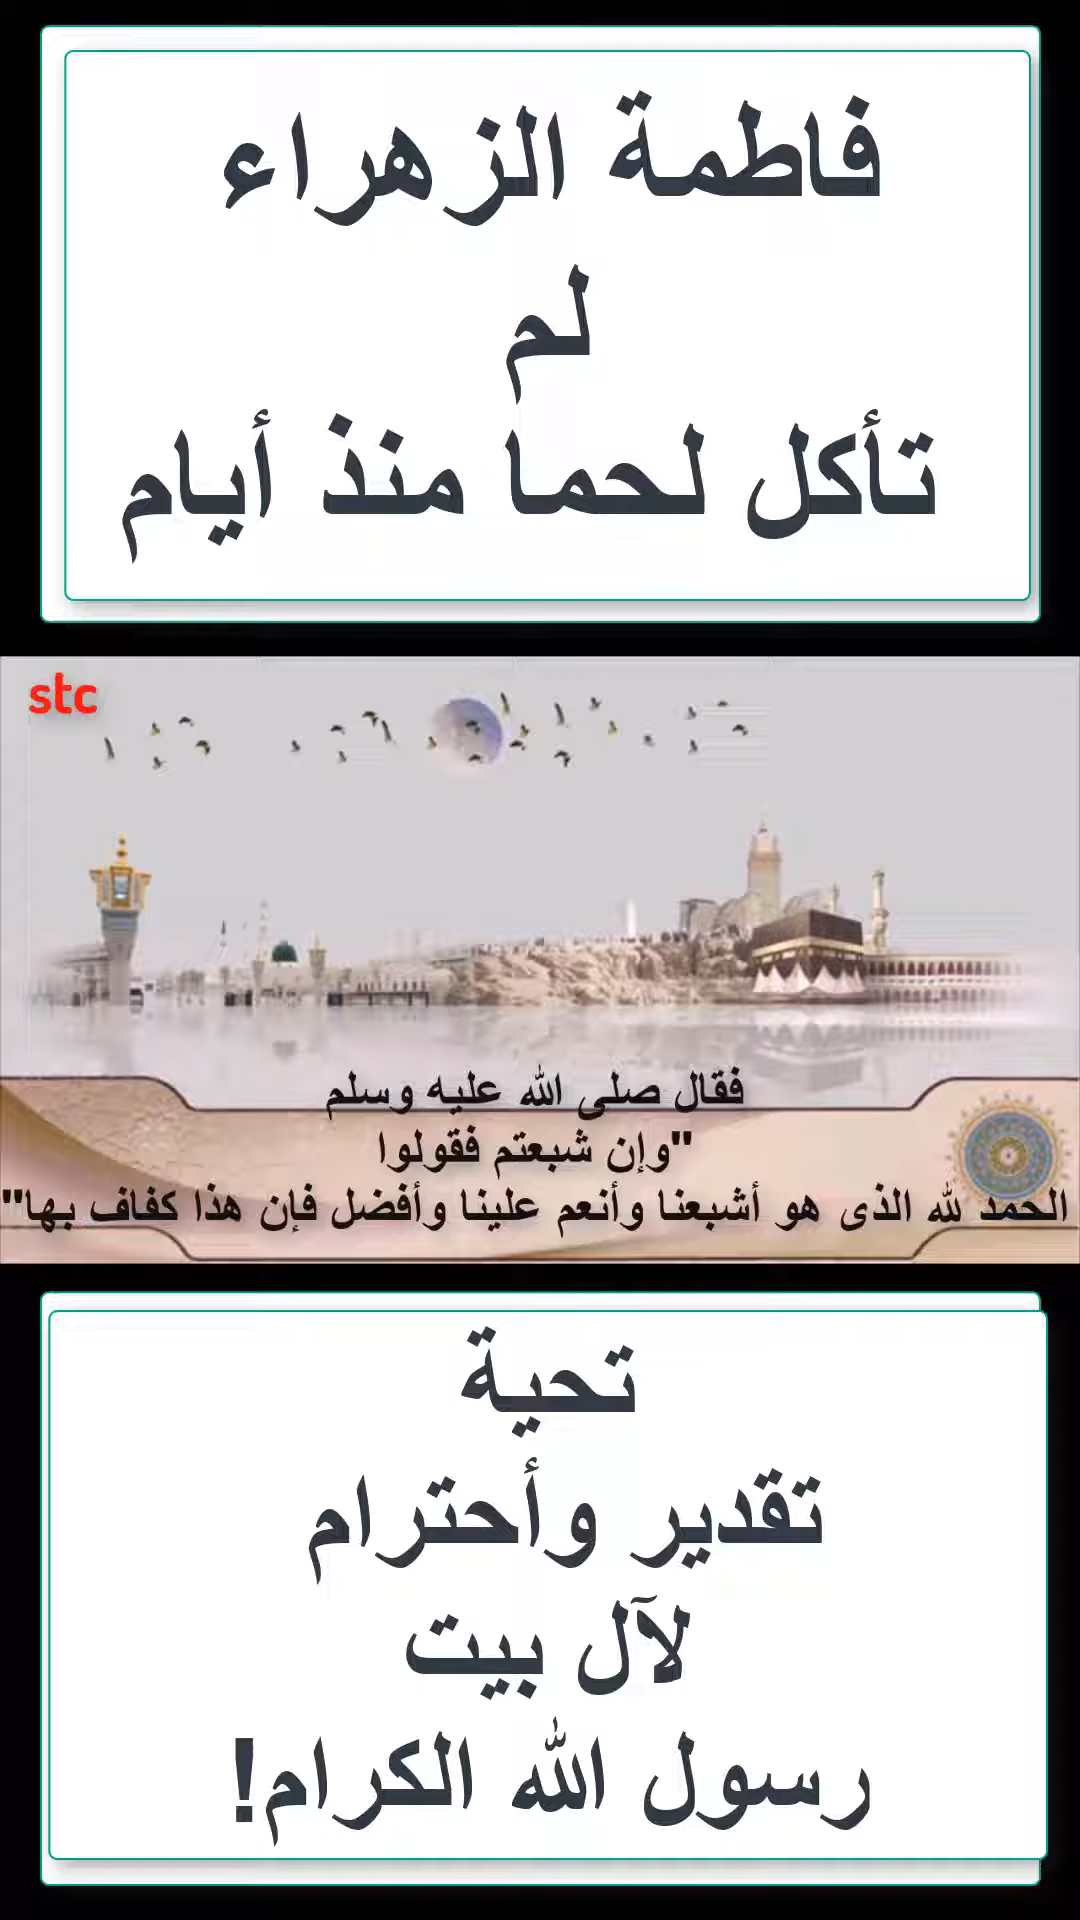 فاطمة الزهراء
لم
تأكل لحما منذ أيام
stc
فقال صلى الله عليه وسلم
"وإن شبعتم فقولوا
الحمد لله الذى هو أشبعنا وأنعم علينا وأفضل فإن هذا كفاف بها"
تحية
تقدير وأحترام
لآل بيت
رسول الله الكرام!